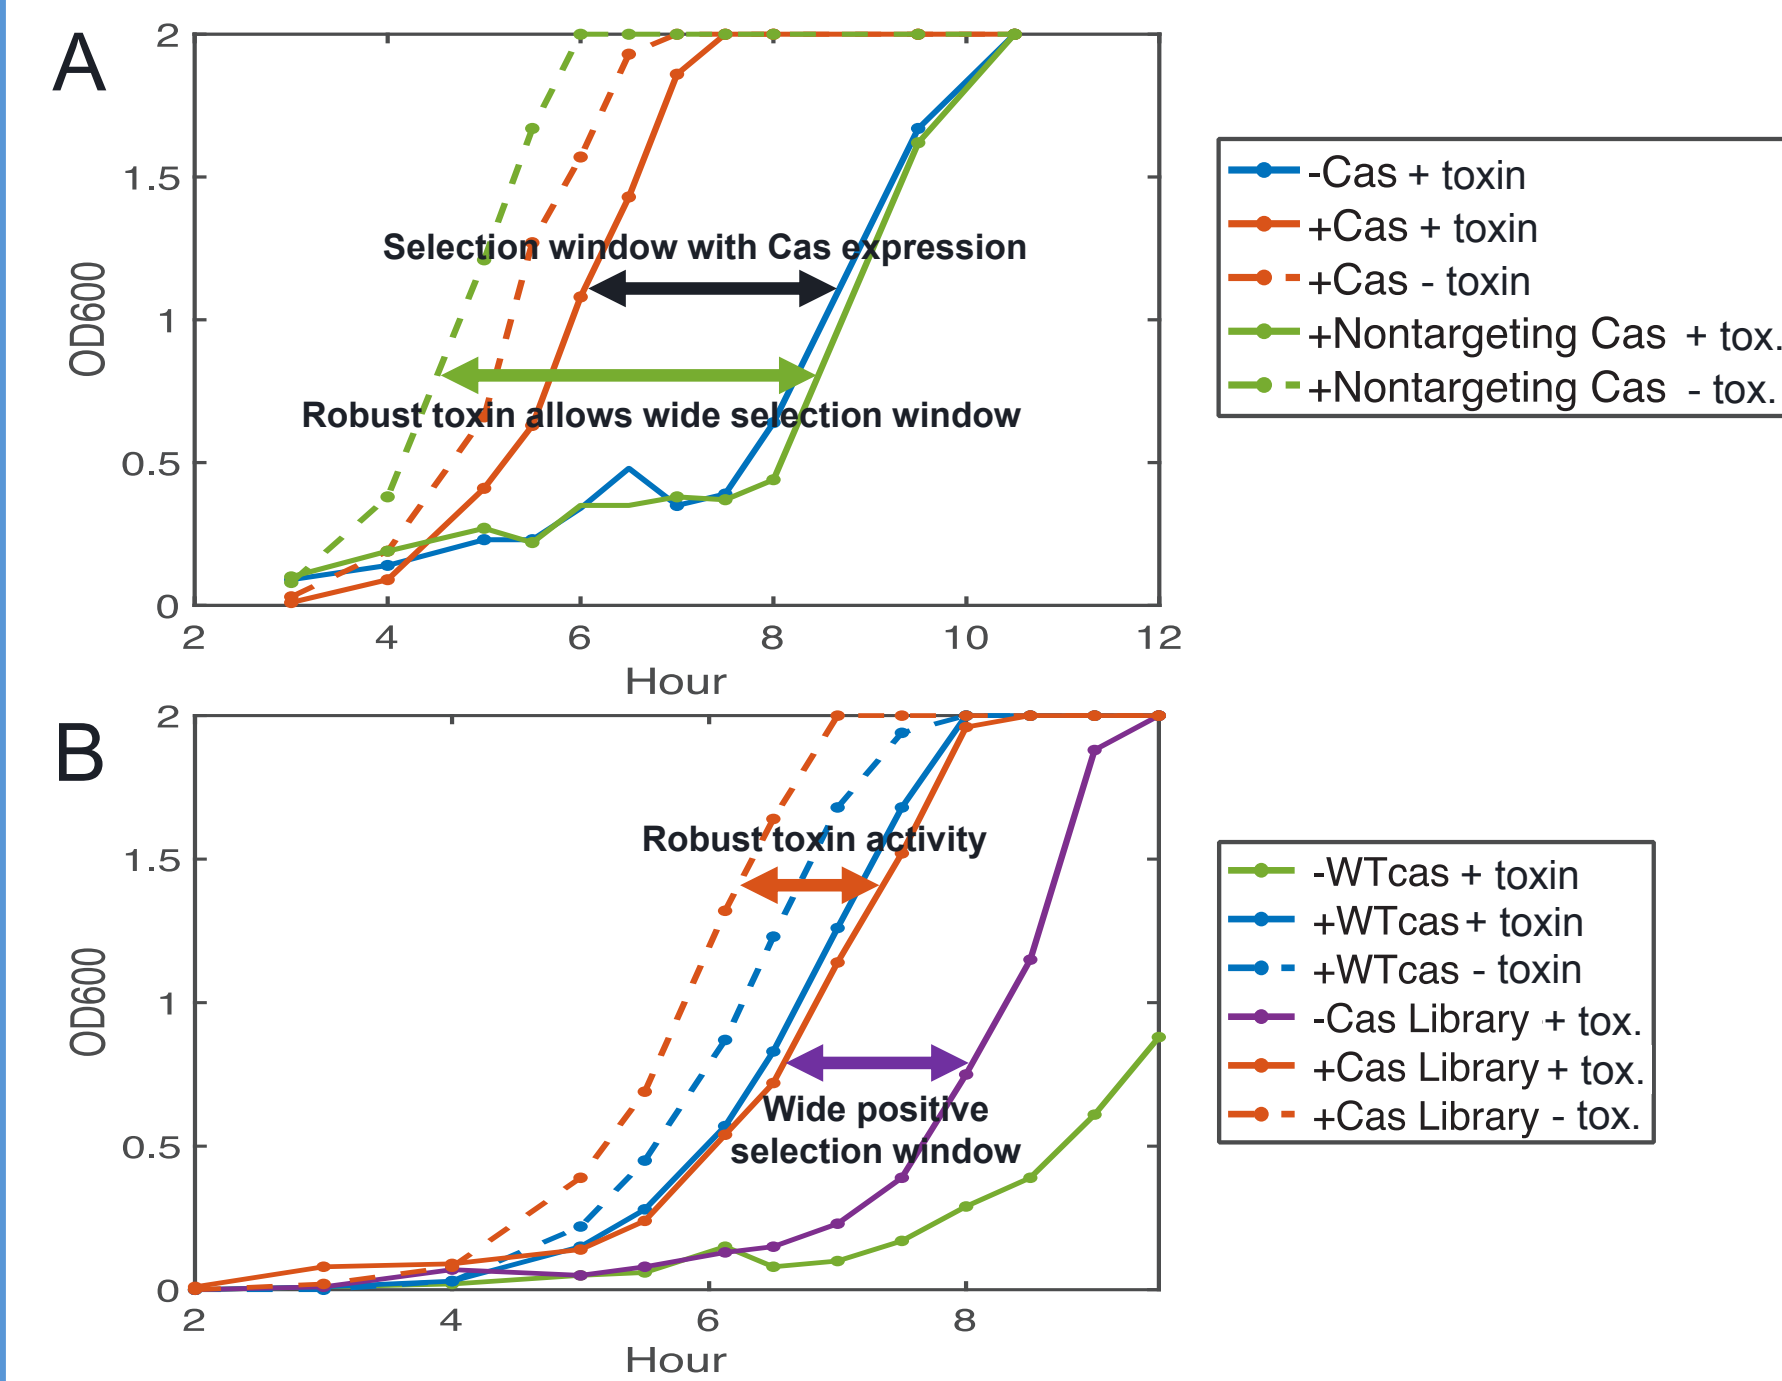 A
2
1.5
1
0.5
0
OD600
Selection window with Cas expression
Robust toxin allows wide selection window
2 4 6 8 10 12
Hour
-Cas + toxin
+Cas + toxin
+Cas - toxin
+Nontargeting Cas + tox.
+Nontargeting Cas - tox.
B
2
1.5
1
0.5
0
OD600
Robust toxin activity
Wide positive
selection window
2 4 6 8
Hour
-WTcas + toxin
+WTcas + toxin
+WTcas - toxin
-Cas Library + tox.
+Cas Library + tox.
+Cas Library - tox.